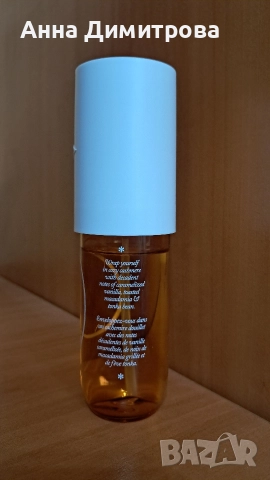 Анна Димитрова
*
Wrap yourself
in cozy cashmere
with decadent
notes of caramelized
vanilla, toasted
macadamia &
tonka bean.
Enveloppez-vous dans
un cachemire douillet
avec des notes
décadentes de vanille
caramélisée, de noix de
macadamia grillée et
de fève tonka.
*
BAZAR
.bg